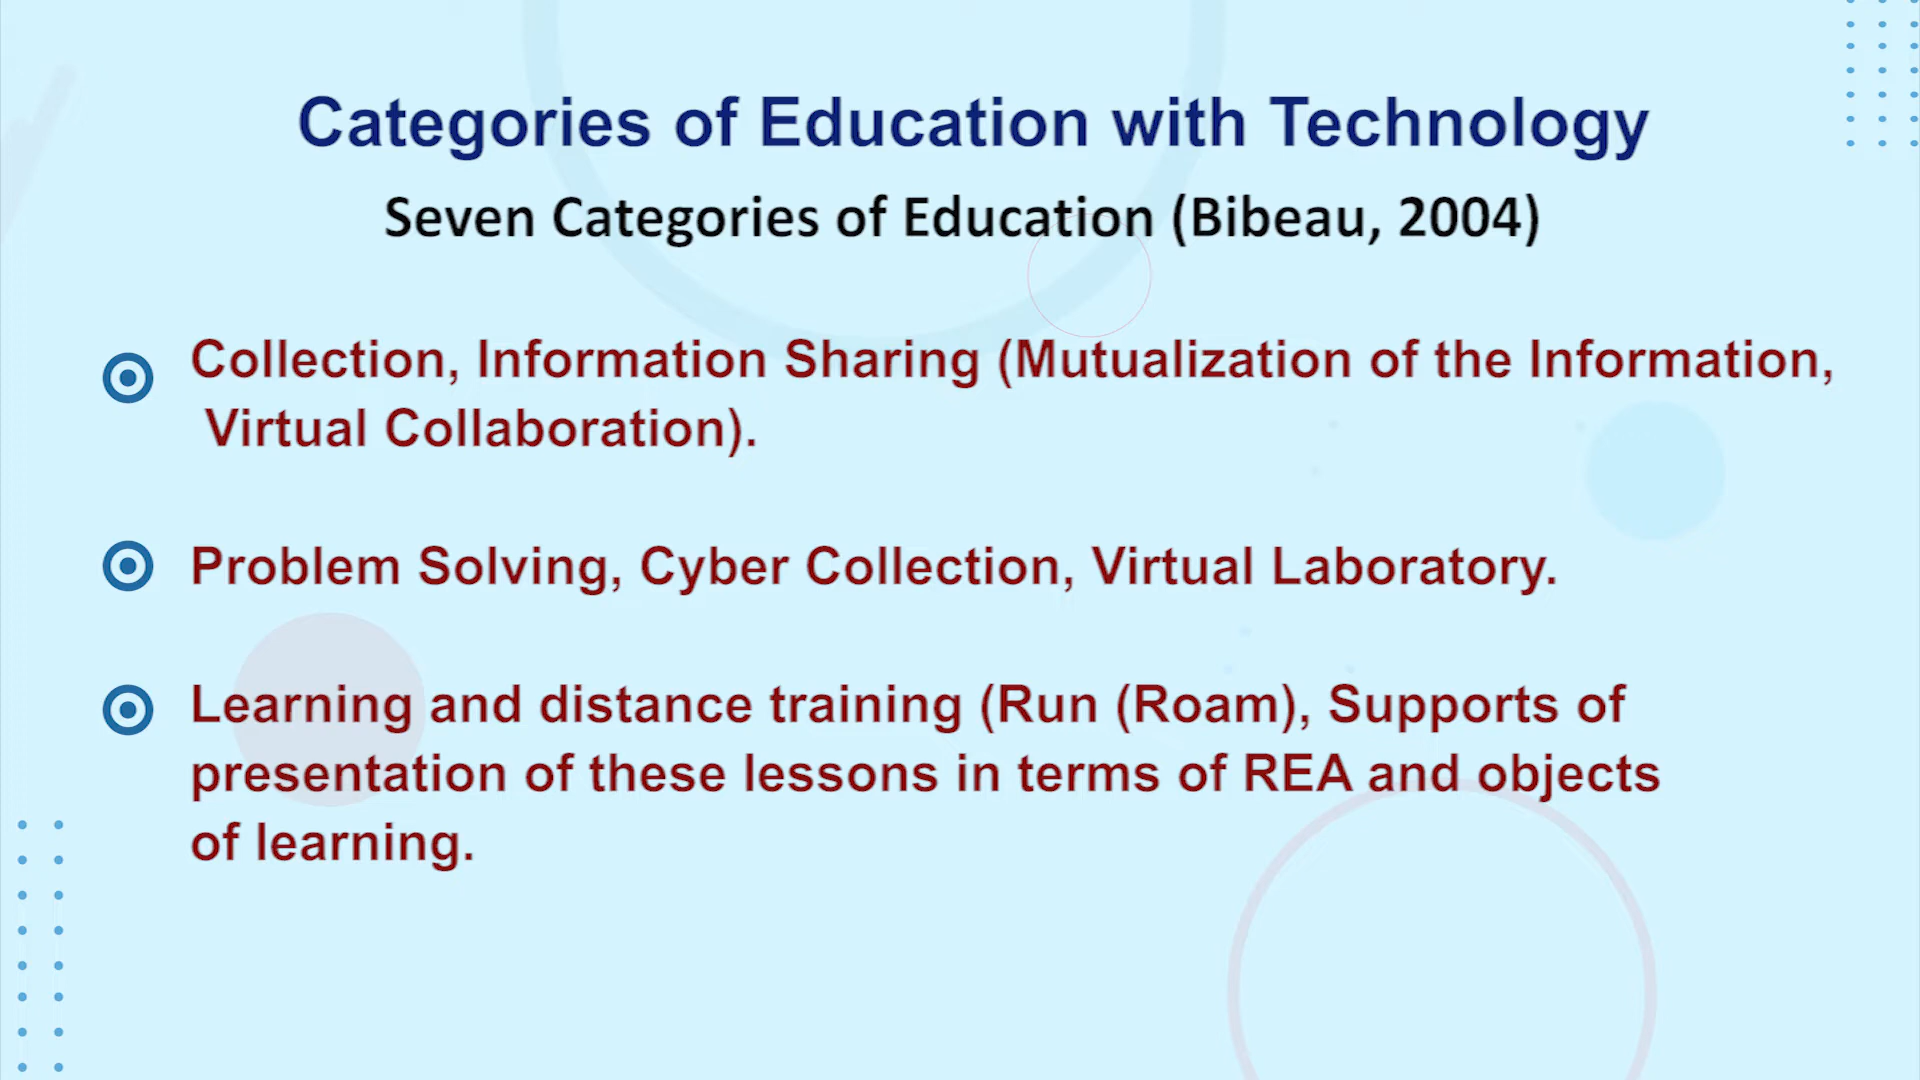 Categories of Education with Technology
Seven Categories of Education (Bibeau, 2004)
Collection, Information Sharing (Mutualization of the Information,
Virtual Collaboration).
Problem Solving, Cyber Collection, Virtual Laboratory.
Learning and distance training (Run (Roam), Supports of
presentation of these lessons in terms of REA and objects
of learning.